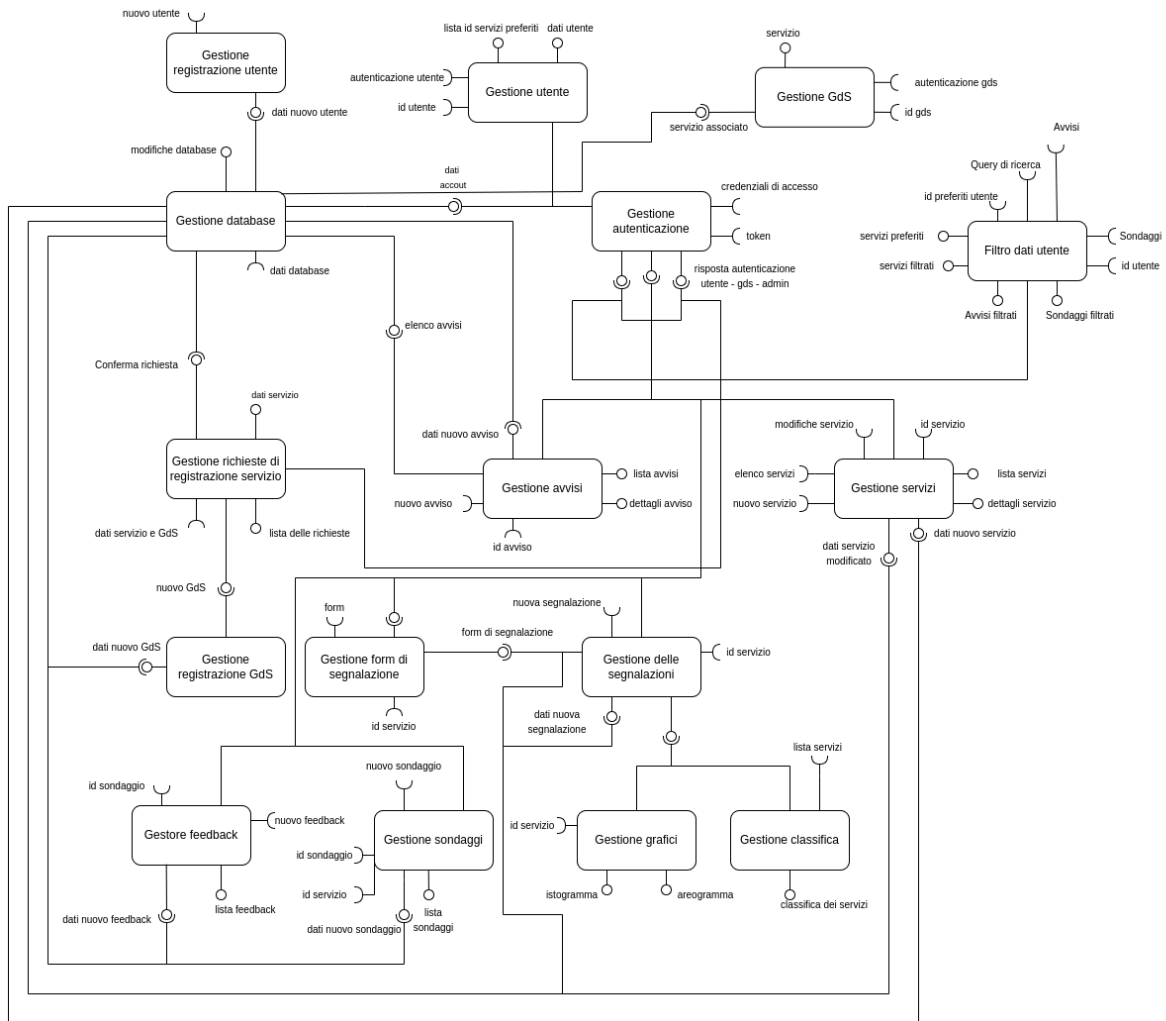 nuovo utente
Gestione
registrazione utente
dati nuovo utente
lista id servizi preferiti
dati utente
autenticazione utente
id utente
Gestione utente
servizio
Gestione GdS
autenticazione gds
id gds
servizio associato
modifiche database
Gestione database
dati database
dati
accout
credenziali di accesso
Gestione
autenticazione
token
risposta autenticazione
utente - gds - admin
Avvisi
Query di ricerca
id preferiti utente
servizi preferiti
servizi filtrati
Filtro dati utente
Sondaggi
id utente
Avvisi filtrati
Sondaggi filtrati
elenco avvisi
Conferma richiesta
dati servizio
Gestione richieste di
registrazione servizio
dati servizio e GdS
lista delle richieste
dati nuovo avviso
Gestione avvisi
lista avvisi
nuovo avviso
dettagli avviso
id avviso
modifiche servizio
id servizio
elenco servizi
nuovo servizio
Gestione servizi
lista servizi
dettagli servizio
dati servizio
modificato
dati nuovo servizio
nuovo GdS
dati nuovo GdS
Gestione
registrazione GdS
form
Gestione form di
segnalazione
id servizio
form di segnalazione
nuova segnalazione
Gestione delle
segnalazioni
id servizio
dati nuova
segnalazione
id sondaggio
Gestore feedback
nuovo feedback
dati nuovo feedback
lista feedback
nuovo sondaggio
Gestione sondaggi
id sondaggio
id servizio
dati nuovo sondaggio
lista
sondaggi
id servizio
Gestione grafici
istogramma
areogramma
lista servizi
Gestione classifica
classifica dei servizi